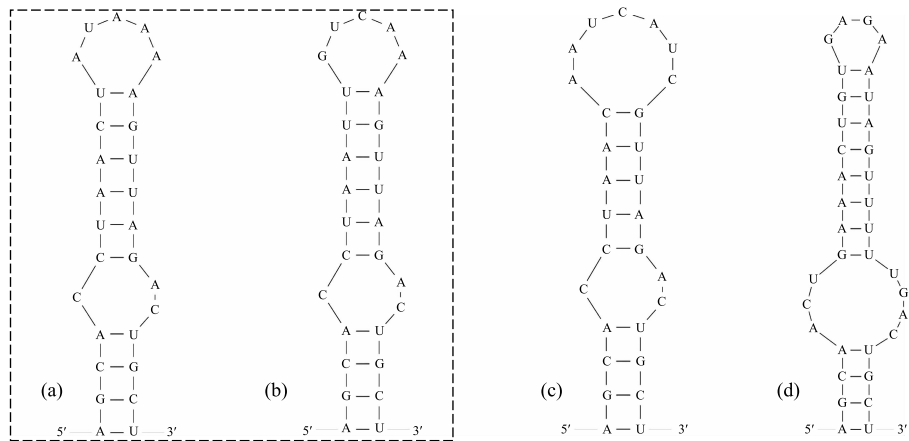 5′ A G C A C C U A A C U A U A A A A G U U A G A C U G C U 3′
(a)
5′ A G C A C C U A A U U G U C A A A G U U A G A C U G C U 3′
(b)
5′ A G C A C C U A A C A A U C A U C G U U A G A C U G C U 3′
(c)
5′ A G C A A C U G A A A C U G U G A G A A U A G U U U U U G A C U G C U 3′
(d)